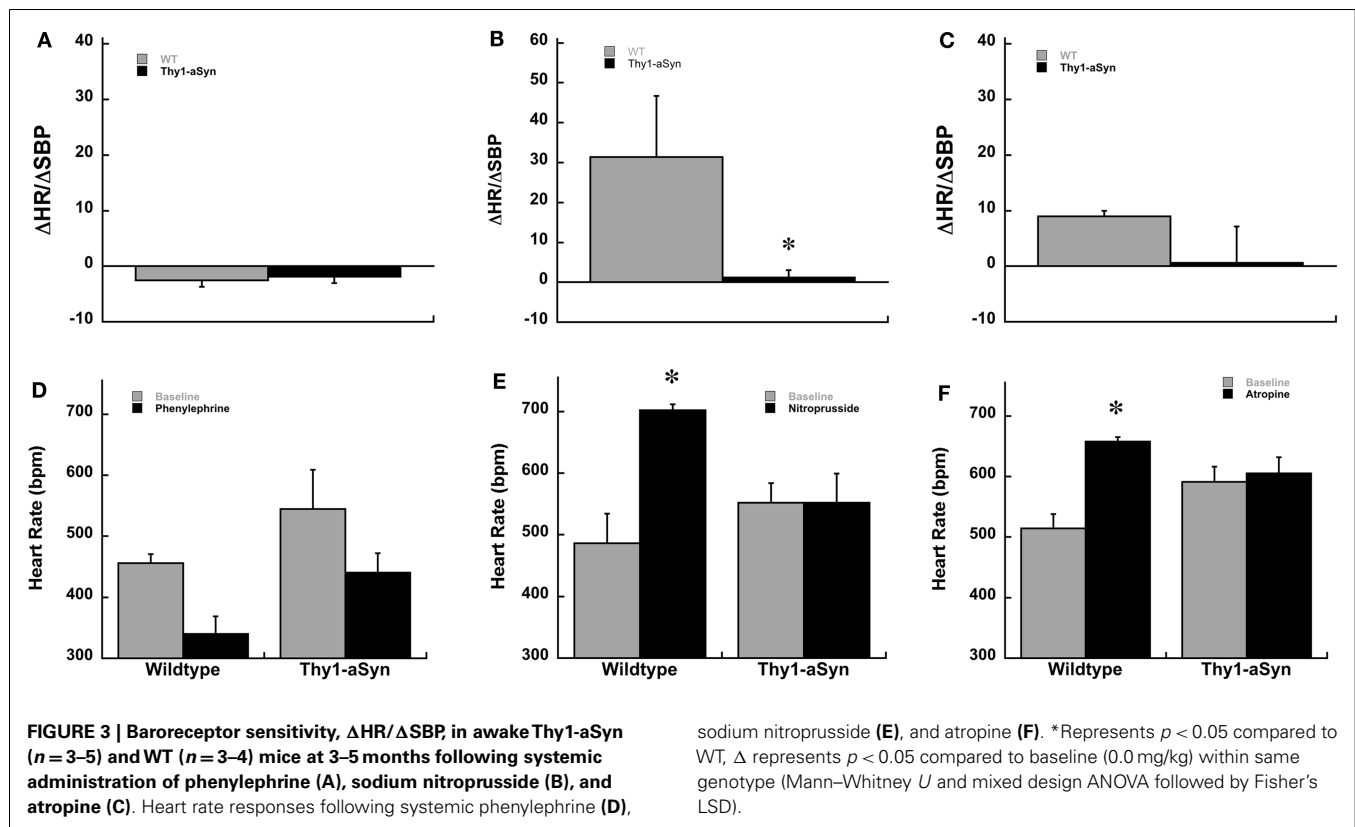 A
40
30
20
10
0
-10
ΔHR/ΔSBP
WT
Thy1-aSyn
B
60
50
40
30
20
10
0
-10
ΔHR/ΔSBP
WT
Thy1-aSyn
*
C
40
30
20
10
0
-10
ΔHR/ΔSBP
WT
Thy1-aSyn
D
700
600
500
400
300
Heart Rate (bpm)
Baseline
Phenylephrine
Wildtype
Thy1-aSyn
E
700
600
500
400
300
Heart Rate (bpm)
Baseline
Nitroprusside
*
Wildtype
Thy1-aSyn
F
700
600
500
400
300
Heart Rate (bpm)
Baseline
Atropine
*
Wildtype
Thy1-aSyn
FIGURE 3 | Baroreceptor sensitivity, ΔHR/ΔSBP, in awake Thy1-aSyn
(n = 3–5) and WT (n = 3–4) mice at 3–5 months following systemic
administration of phenylephrine (A), sodium nitroprusside (B), and
atropine (C). Heart rate responses following systemic phenylephrine (D),
sodium nitroprusside (E), and atropine (F). *Represents p < 0.05 compared to
WT, Δ represents p < 0.05 compared to baseline (0.0 mg/kg) within same
genotype (Mann–Whitney U and mixed design ANOVA followed by Fisher's
LSD).